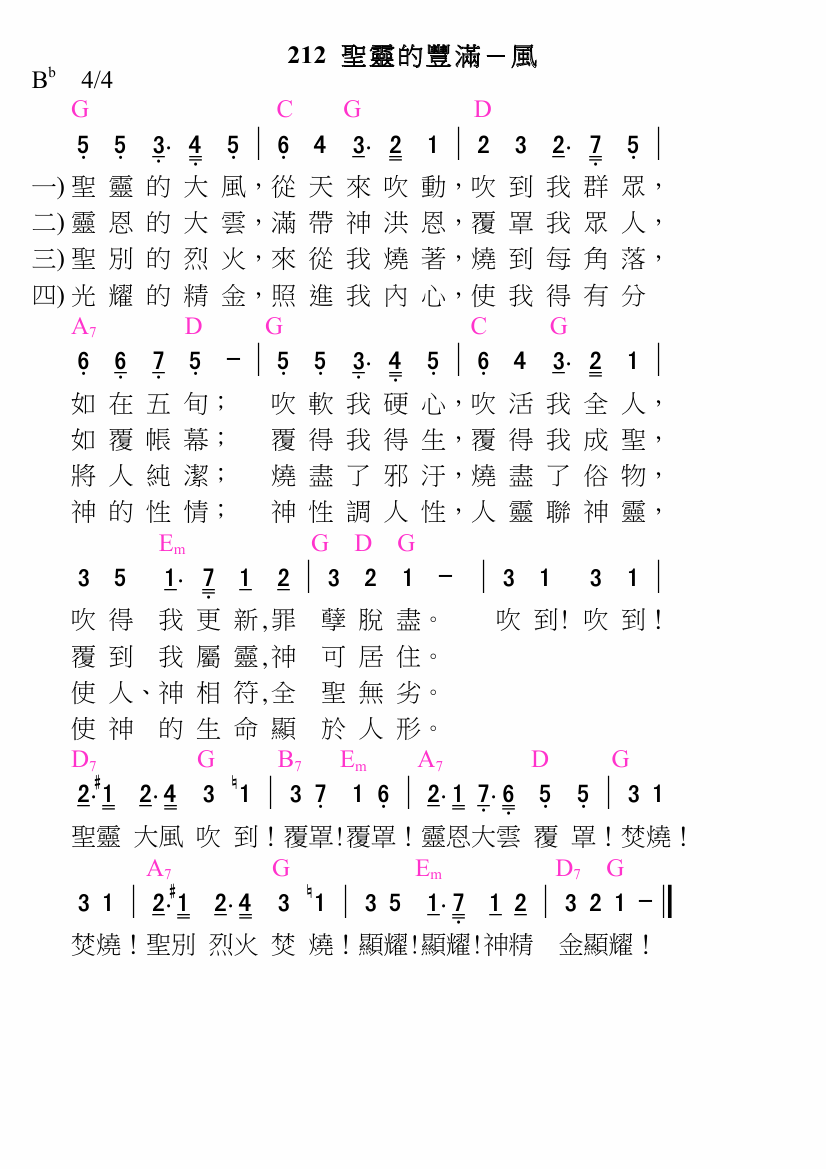 212 聖靈的豐滿－風
Bb 4/4
G C G D
5 5 3· 4 5 | 6 4 3· 2 1 | 2 3 2· 7 5 |
一)聖靈的大風，從天來吹動，吹到我群眾，
二)靈恩的大雲，滿帶神洪恩，覆罩我眾人，
三)聖別的烈火，來從我燒著，燒到每角落，
四)光耀的精金，照進我內心，使我得有分
A7 D G C G
6 6 7 5 － | 5 5 3· 4 5 | 6 4 3· 2 1 |
如在五旬； 吹軟我硬心，吹活我全人，
如覆帳幕； 覆得我得生，覆得我成聖，
將人純潔； 燒盡了邪汙，燒盡了俗物，
神的性情； 神性調人性，人靈聯神靈，
Em G D G
3 5 1· 7 1 2 | 3 2 1 － | 3 1 3 1 |
吹得 我更新,罪 孽脫盡。 吹到! 吹到!
覆到 我屬靈,神 可居住。
使人、神相符,全 聖無劣。
使神 的生命顯 於人形。
D7 G B7 Em A7 D G
2·#1 2·4 3 ♮1 | 3 7 1 6 | 2·1 7·6 5 5 | 3 1
聖靈 大風 吹 到！覆罩!覆罩！靈恩大雲 覆 罩！焚燒！
A7 G Em D7 G
3 1 | 2·#1 2·4 3 ♮1 | 3 5 1·7 1 2 | 3 2 1 － ‖
焚燒！聖別 烈火 焚 燒！顯耀!顯耀!神精 金顯耀！